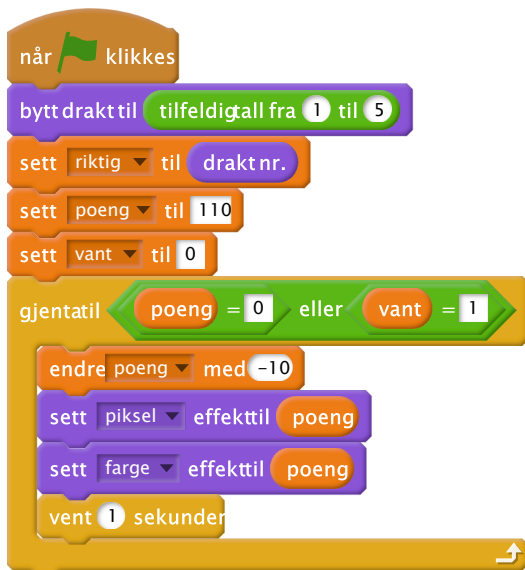 når klikkes
bytt drakt til tilfeldig tall fra 1 til 5
sett riktig til drakt nr.
sett poeng til 110
sett vant til 0
gjenta til poeng = 0 eller vant = 1
endre poeng med -10
sett piksel effekt til poeng
sett farge effekt til poeng
vent 1 sekunder